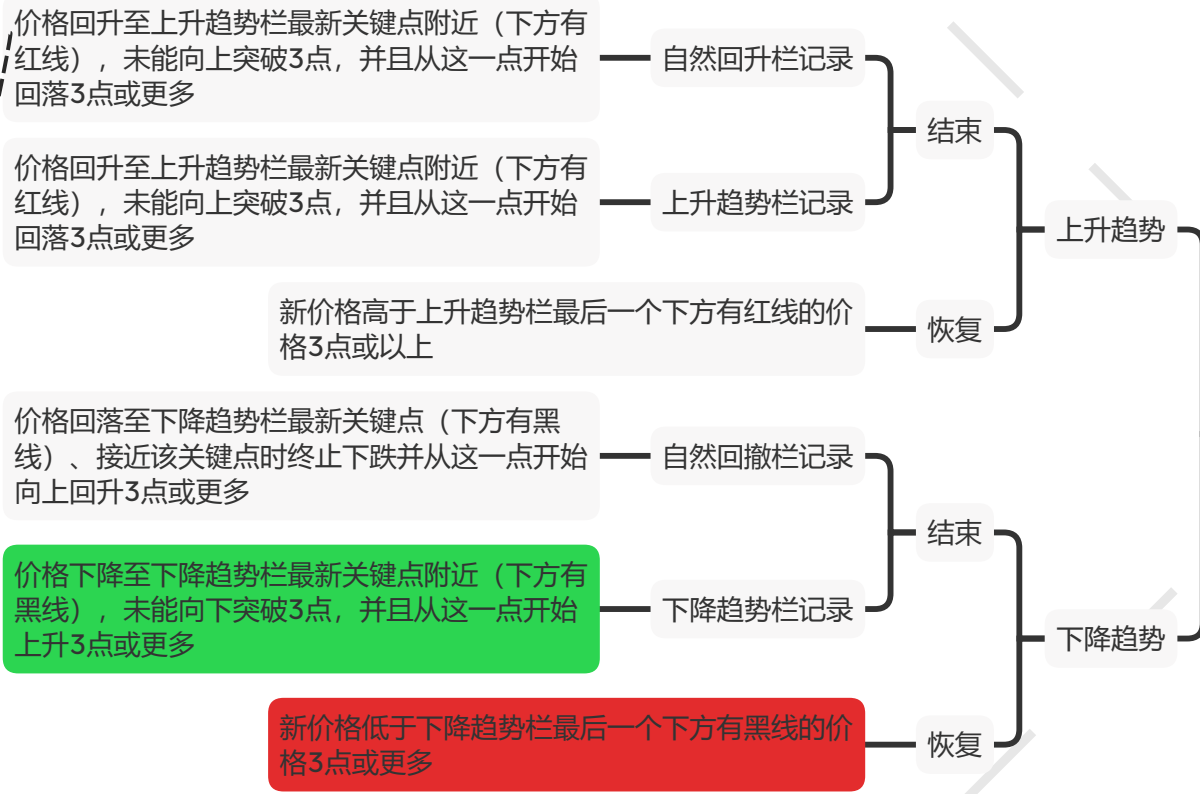 价格回升至上升趋势栏最新关键点附近（下方有
红线），未能向上突破3点，并且从这一点开始
回落3点或更多
自然回升栏记录
结束
价格回升至上升趋势栏最新关键点附近（下方有
红线），未能向上突破3点，并且从这一点开始
回落3点或更多
上升趋势栏记录
上升趋势
新价格高于上升趋势栏最后一个下方有红线的价
格3点或以上
恢复
价格回落至下降趋势栏最新关键点（下方有黑
线）、接近该关键点时终止下跌并从这一点开始
向上回升3点或更多
自然回撤栏记录
结束
价格下降至下降趋势栏最新关键点附近（下方有
黑线），未能向下突破3点，并且从这一点开始
上升3点或更多
下降趋势栏记录
下降趋势
新价格低于下降趋势栏最后一个下方有黑线的价
格3点或更多
恢复